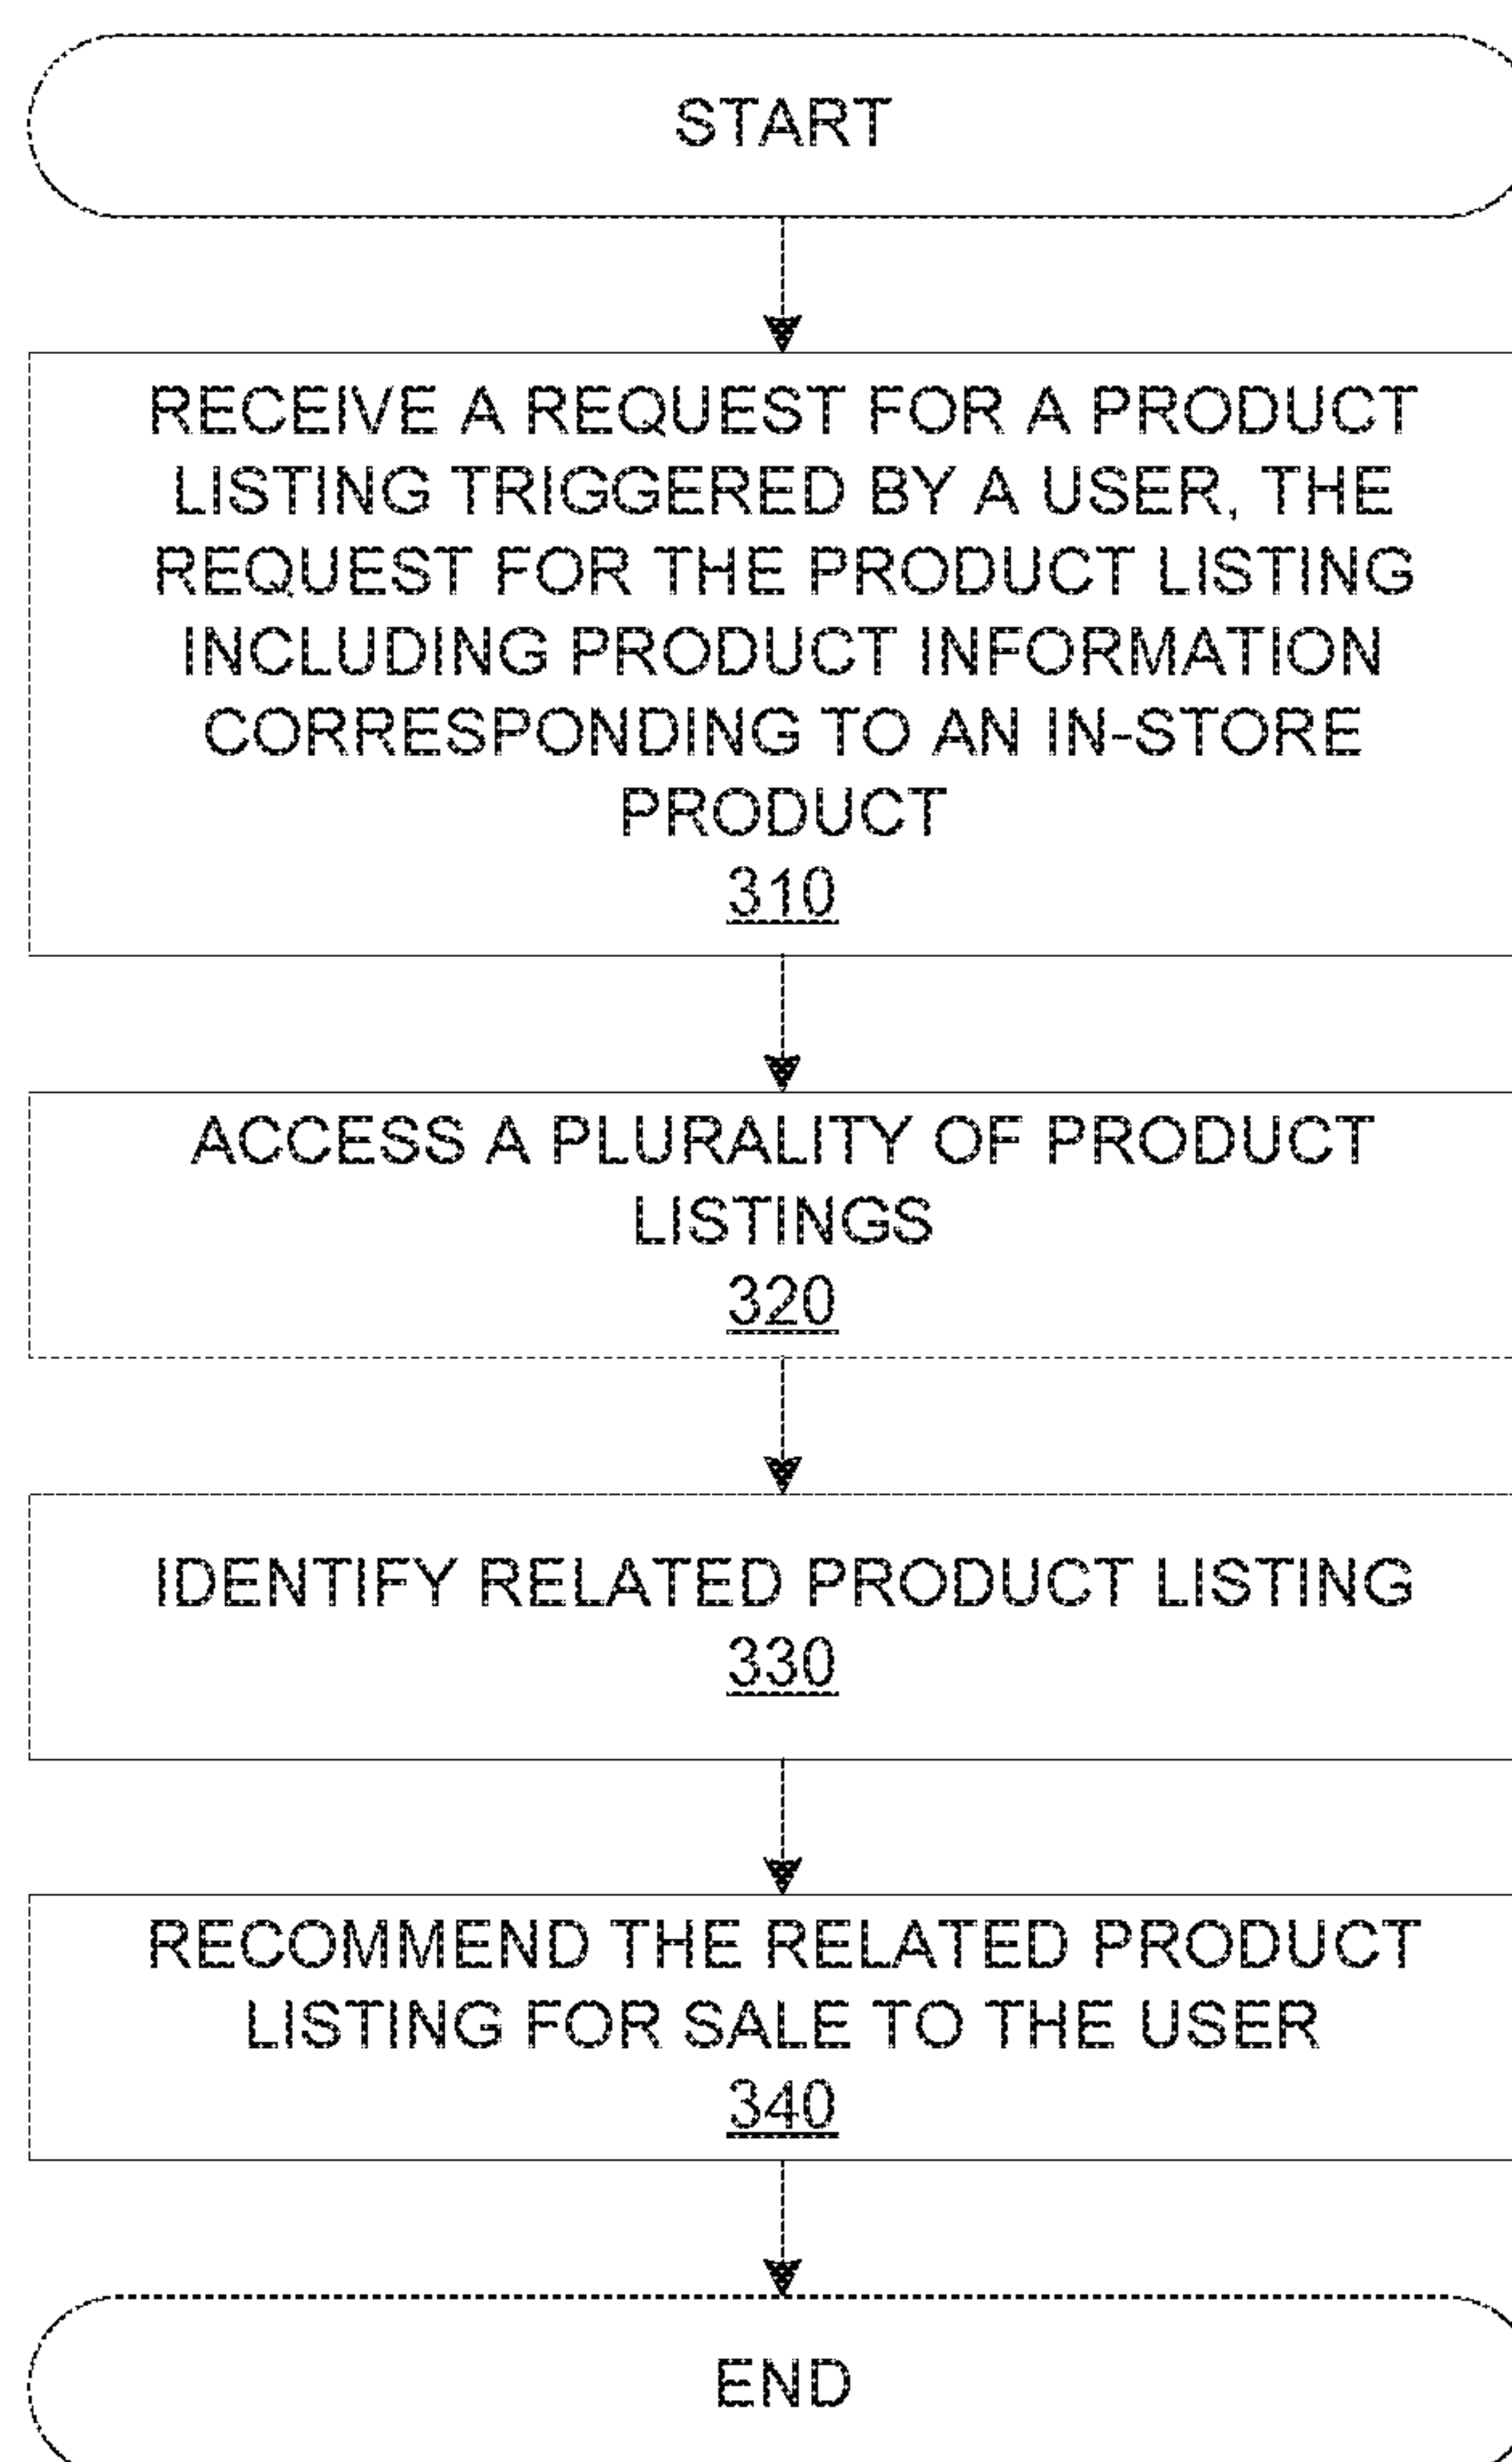 START
RECEIVE A REQUEST FOR A PRODUCT
LISTING TRIGGERED BY A USER, THE
REQUEST FOR THE PRODUCT LISTING
INCLUDING PRODUCT INFORMATION
CORRESPONDING TO AN IN-STORE
PRODUCT
310
ACCESS A PLURALITY OF PRODUCT
LISTINGS
320
IDENTIFY RELATED PRODUCT LISTING
330
RECOMMEND THE RELATED PRODUCT
LISTING FOR SALE TO THE USER
340
END